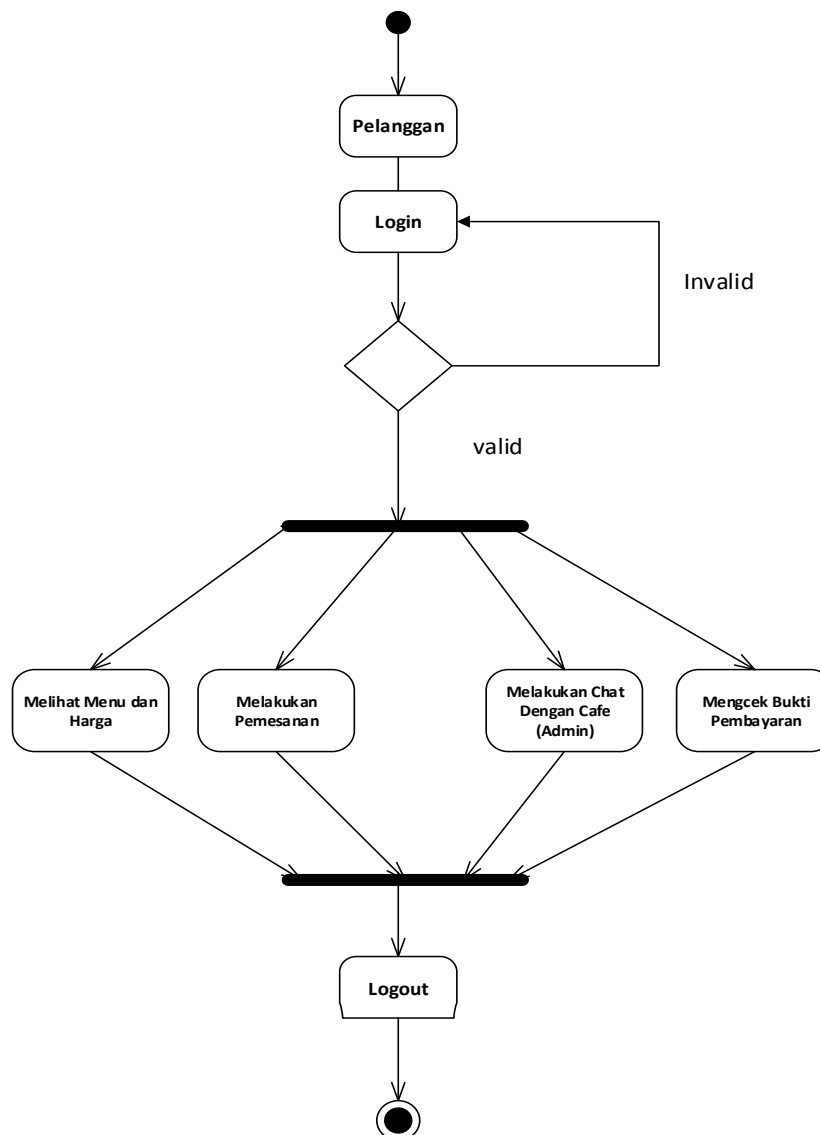 Pelanggan
Login
Invalid
valid
Melihat Menu dan
Harga
Melakukan
Pemesanan
Melakukan Chat
Dengan Cafe
(Admin)
Mengcek Bukti
Pembayaran
Logout